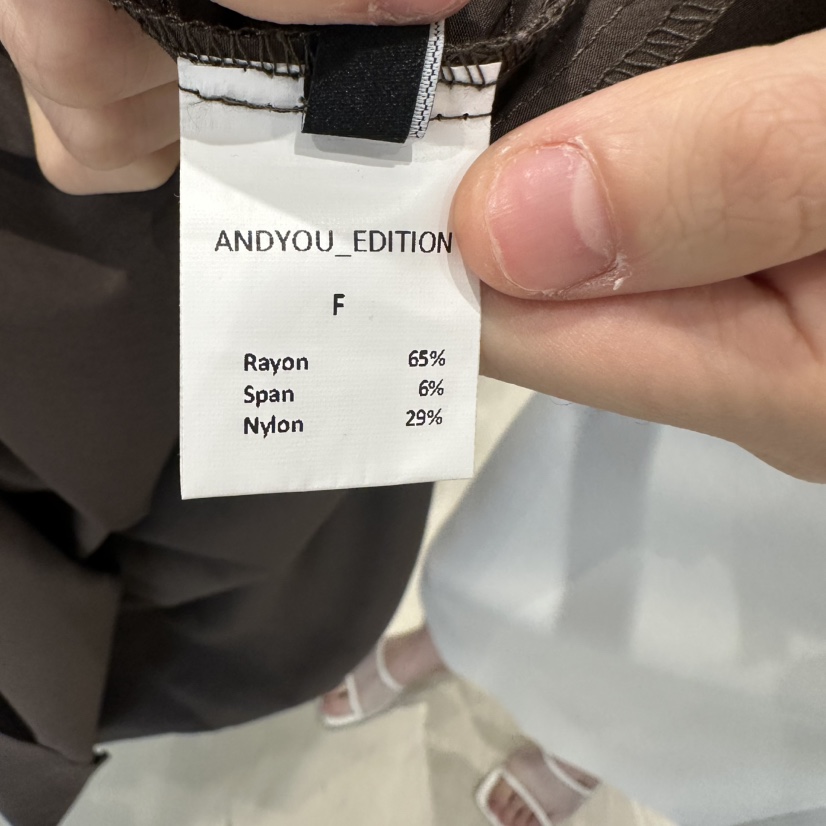 ANDYOU_EDITION
F
Rayon 65%
Span 6%
Nylon 29%